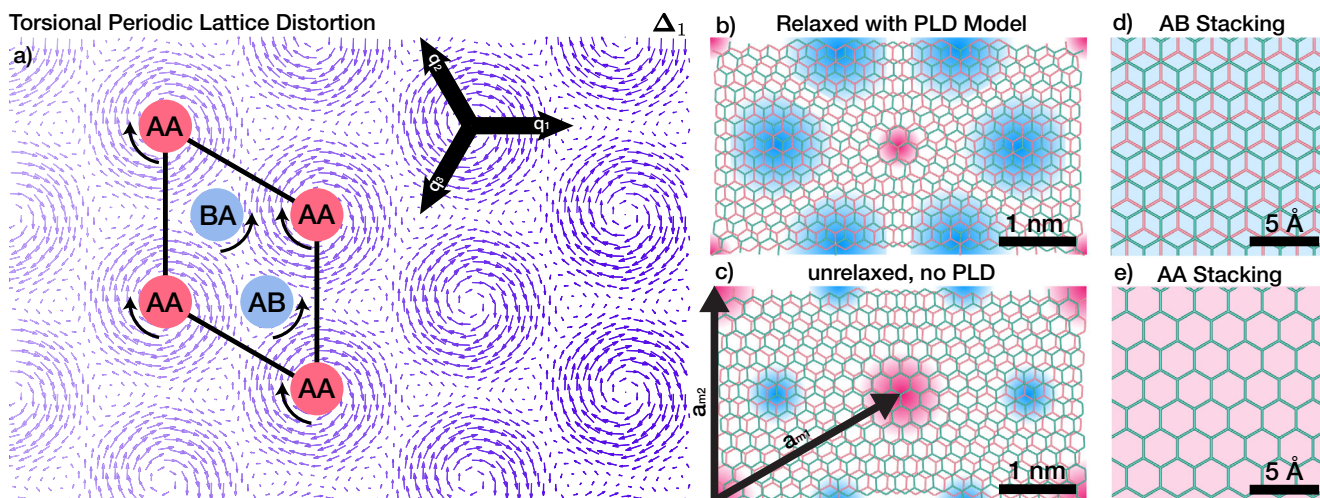 Torsional Periodic Lattice Distortion
Δ₁
a)
q₁
q₂
q₃
AA
BA
AA
AA
AB
AA
b)
Relaxed with PLD Model
1 nm
c)
unrelaxed, no PLD
aₘ₂
aₘ₁
1 nm
d)
AB Stacking
5 Å
e)
AA Stacking
5 Å